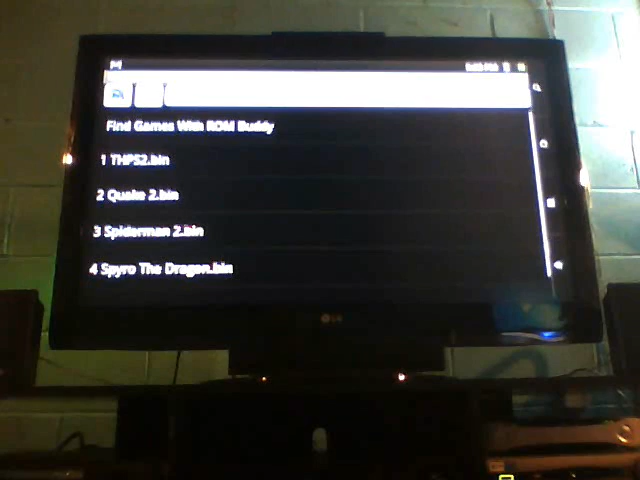 Find Games With ROM Buddy
1 THPS2.bin
2 Quake 2.bin
3 Spiderman 2.bin
4 Spyro The Dragon.bin
LG